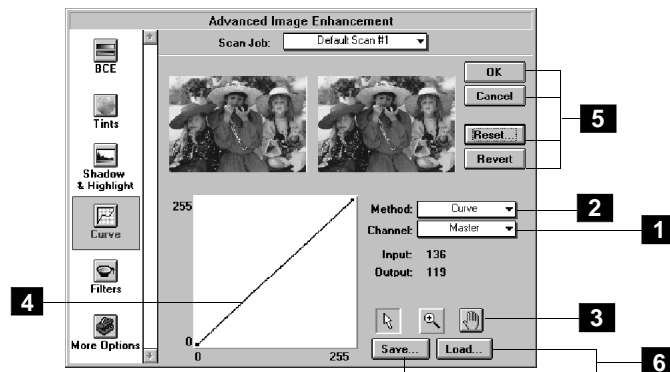 Advanced Image Enhancement
Scan Job: Default Scan #1
BCE
Tints
Shadow
& Highlight
Curve
Filters
More Options
OK
Cancel
Reset...
Revert
5
255
0
0 255
4
Method: Curve
2
Channel: Master
1
Input: 136
Output: 119
3
Save... Load...
6